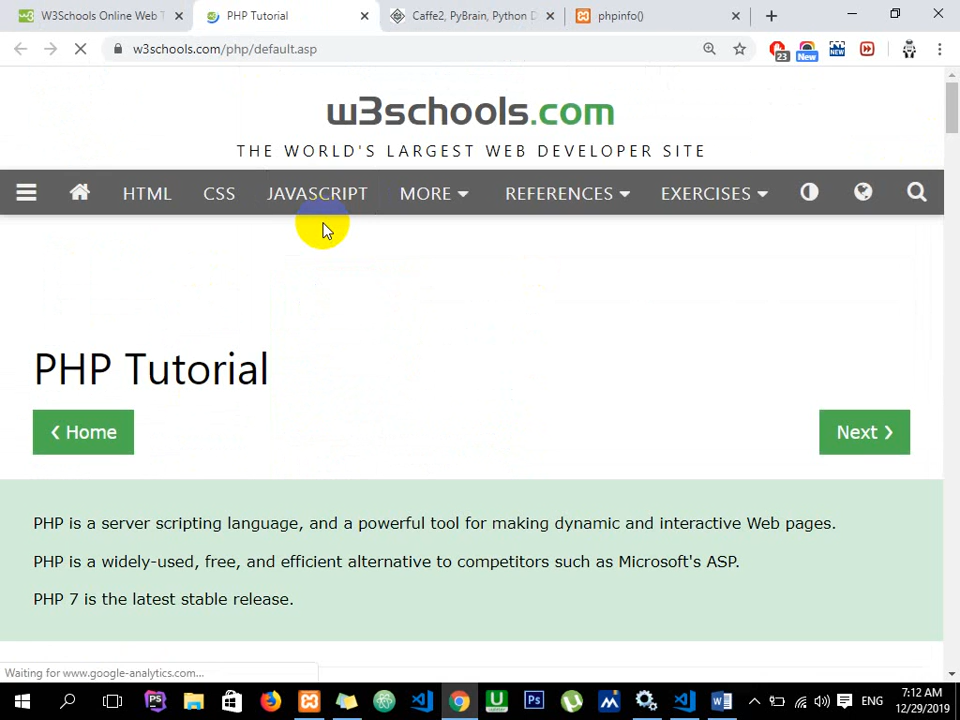 W3Schools Online Web T
PHP Tutorial
Caffe2, PyBrain, Python D
phpinfo()
w3schools.com/php/default.asp
23
New
NEW
w3schools.com
THE WORLD'S LARGEST WEB DEVELOPER SITE
HTML CSS JAVASCRIPT MORE REFERENCES EXERCISES
PHP Tutorial
❮ Home
Next ❯
PHP is a server scripting language, and a powerful tool for making dynamic and interactive Web pages.
PHP is a widely-used, free, and efficient alternative to competitors such as Microsoft's ASP.
PHP 7 is the latest stable release.
Waiting for www.google-analytics.com...
ENG
7:12 AM
12/29/2019